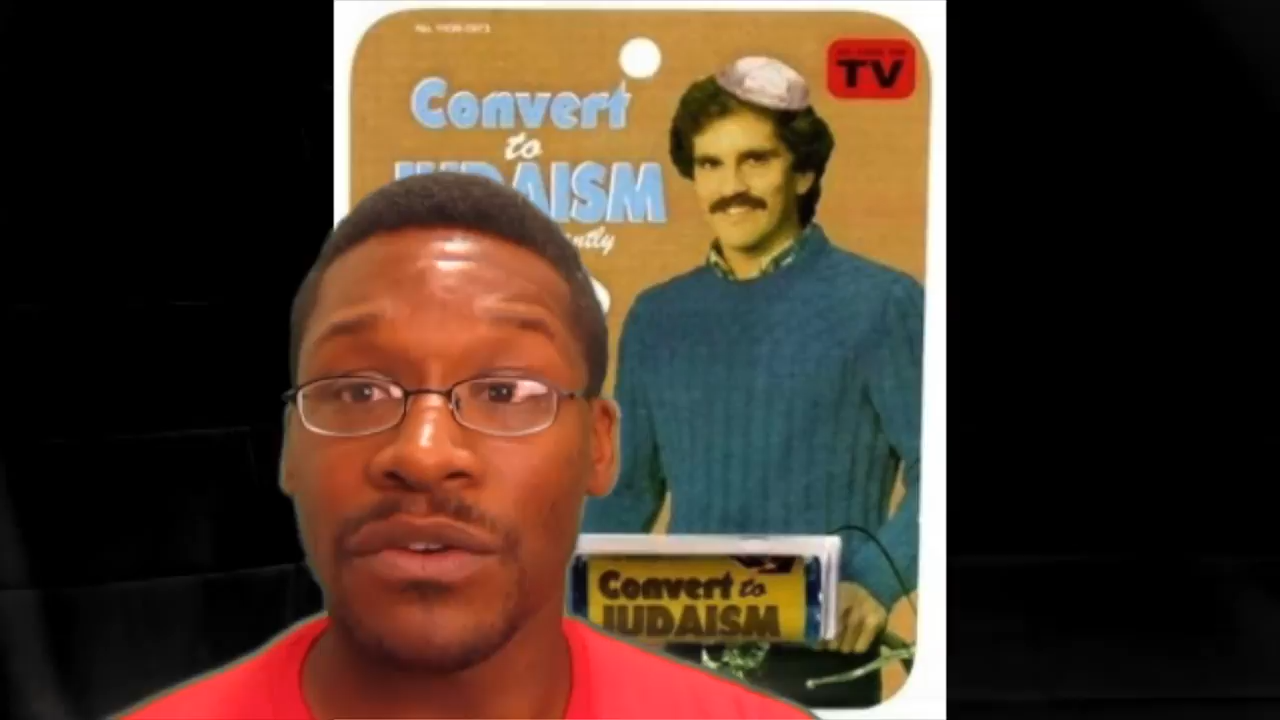 Convert
to
JUDAISM
TV
Convert to
JUDAISM